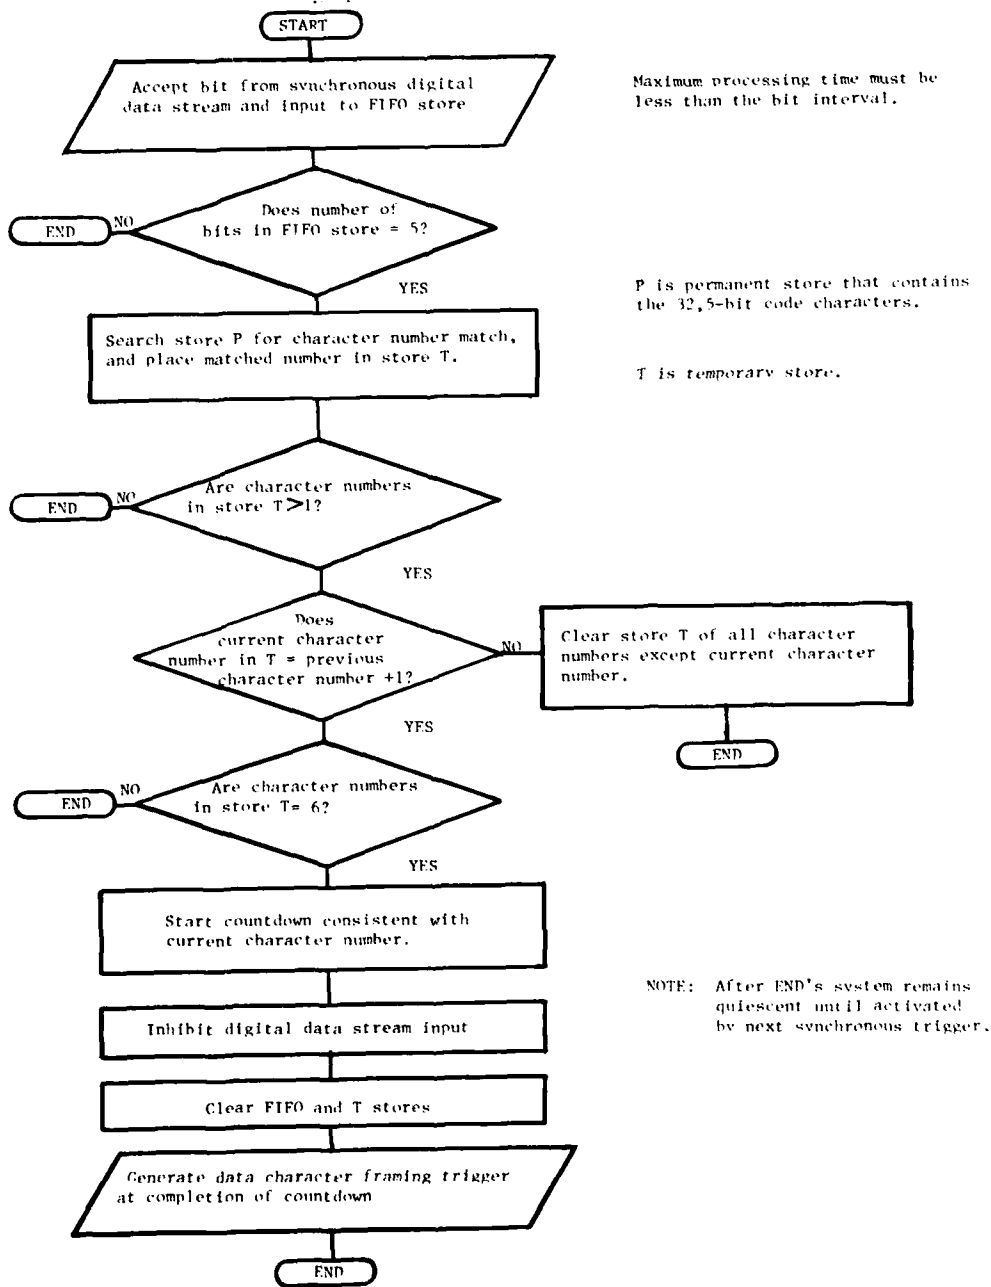 START
Accept bit from synchronous digital
data stream and input to FIFO store
Maximum processing time must be
less than the bit interval.
Does number of
bits in FIFO store = 5?
NO
END
YES
P is permanent store that contains
the 32,5-bit code characters.
Search store P for character number match,
and place matched number in store T.
T is temporary store.
Are character numbers
in store T>1?
NO
END
YES
Does
current character
number in T = previous
character number +1?
NO
Clear store T of all character
numbers except current character
number.
END
YES
Are character numbers
in store T= 6?
NO
END
YES
Start countdown consistent with
current character number.
NOTE: After END's system remains
quiescent until activated
by next synchronous trigger.
Inhibit digital data stream input
Clear FIFO and T stores
Generate data character framing trigger
at completion of countdown
END